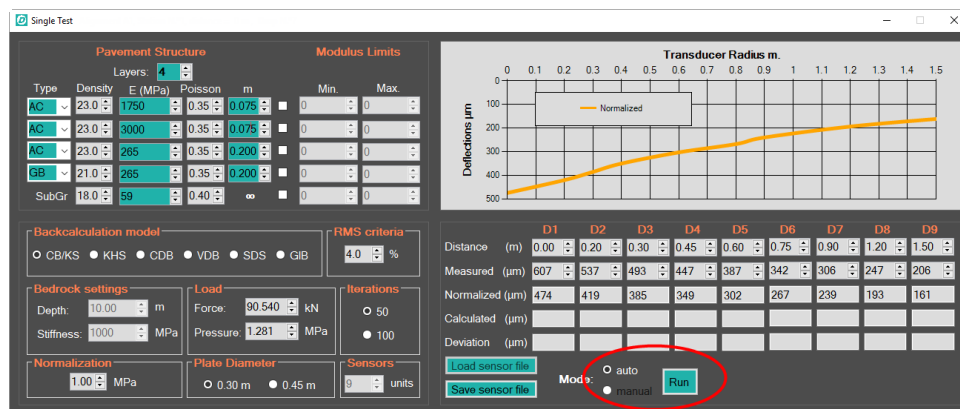 Single Test
Pavement Structure Modulus Limits
Layers: 4
Type Density E (MPa) Poisson m Min. Max.
AC 23.0 1750 0.35 0.075 0 0
AC 23.0 3000 0.35 0.075 0 0
AC 23.0 265 0.35 0.200 0 0
GB 21.0 265 0.35 0.200 0 0
SubGr 18.0 59 0.40 ∞ 0 0
Transducer Radius m.
0 0.1 0.2 0.3 0.4 0.5 0.6 0.7 0.8 0.9 1 1.1 1.2 1.3 1.4 1.5
Deflections µm
0
100
200
300
400
500
Normalized
Backcalculation model
CB/KS KHS CDB VDB SDS GIB
RMS criteria
4.0 %
Bedrock settings
Depth: 10.00 m
Stiffness: 1000 MPa
Load
Force: 90.540 kN
Pressure: 1.281 MPa
Iterations
50
100
Normalization
1.00 MPa
Plate Diameter
0.30 m 0.45 m
Sensors
9 units
D1 D2 D3 D4 D5 D6 D7 D8 D9
Distance (m) 0.00 0.20 0.30 0.45 0.60 0.75 0.90 1.20 1.50
Measured (µm) 607 537 493 447 387 342 306 247 206
Normalized (µm) 474 419 385 349 302 267 239 193 161
Calculated (µm)
Deviation (µm)
Load sensor file
Save sensor file
Mode:
auto
manual
Run